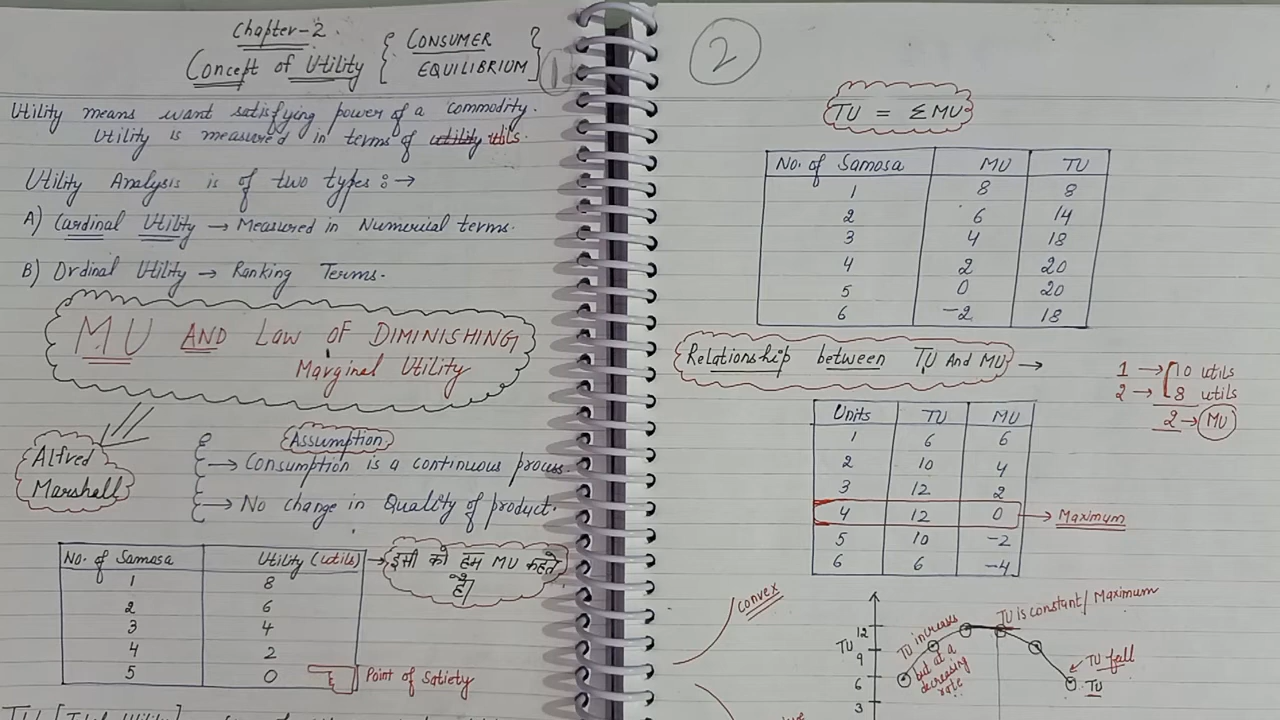 Chapter-2.
Concept of Utility { CONSUMER EQUILIBRIUM }
1
Utility means want satisfying power of a commodity.
Utility is measured in terms of utility utils.
Utility Analysis is of two types :→
A) Cardinal Utility → Measured in Numerical terms.
B) Ordinal Utility → Ranking Terms.
MU AND Law OF DIMINISHING
Marginal Utility
Alfred
Marshall
Assumption
→ Consumption is a continuous process
→ No change in Quality of product.
No. of Samosa Utility (utils) → इसी को हम MU कहते
है।
1 8
2 6
3 4
4 2
5 0 Point of Satiety
2
TU = ΣMU
No. of Samosa MU TU
1 8 8
2 6 14
3 4 18
4 2 20
5 0 20
6 -2 18
Relationship between TU And MU →
1 → 10 utils
2 → 8 utils
2 → MU
Units TU MU
1 6 6
2 10 4
3 12 2
4 12 0 → Maximum
5 10 -2
6 6 -4
convex
TU is constant/Maximum
TU increases
but at a
decreasing
rate
TU
12
9
6
3
TU fall
TU